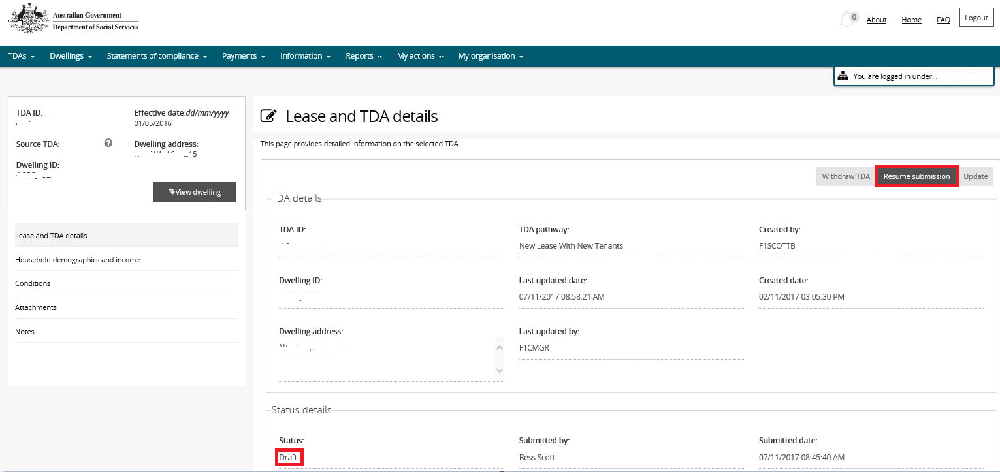 Australian Government
Department of Social Services
0
About
Home
FAQ
Logout
TDAs
Dwellings
Statements of compliance
Payments
Information
Reports
My actions
My organisation
You are logged in under: .
TDA ID:
Effective date:dd/mm/yyyy
01/05/2016
Source TDA:
?
Dwelling address:
15
Dwelling ID:
View dwelling
Lease and TDA details
Household demographics and income
Conditions
Attachments
Notes
Lease and TDA details
This page provides detailed information on the selected TDA
Withdraw TDA
Resume submission
Update
TDA details
TDA ID:
TDA pathway:
New Lease With New Tenants
Created by:
F1SCOTTB
Dwelling ID:
Last updated date:
07/11/2017 08:58:21 AM
Created date:
02/11/2017 03:05:30 PM
Dwelling address:
Last updated by:
F1CMGR
Status details
Status:
Draft
Submitted by:
Bess Scott
Submitted date:
07/11/2017 08:45:40 AM